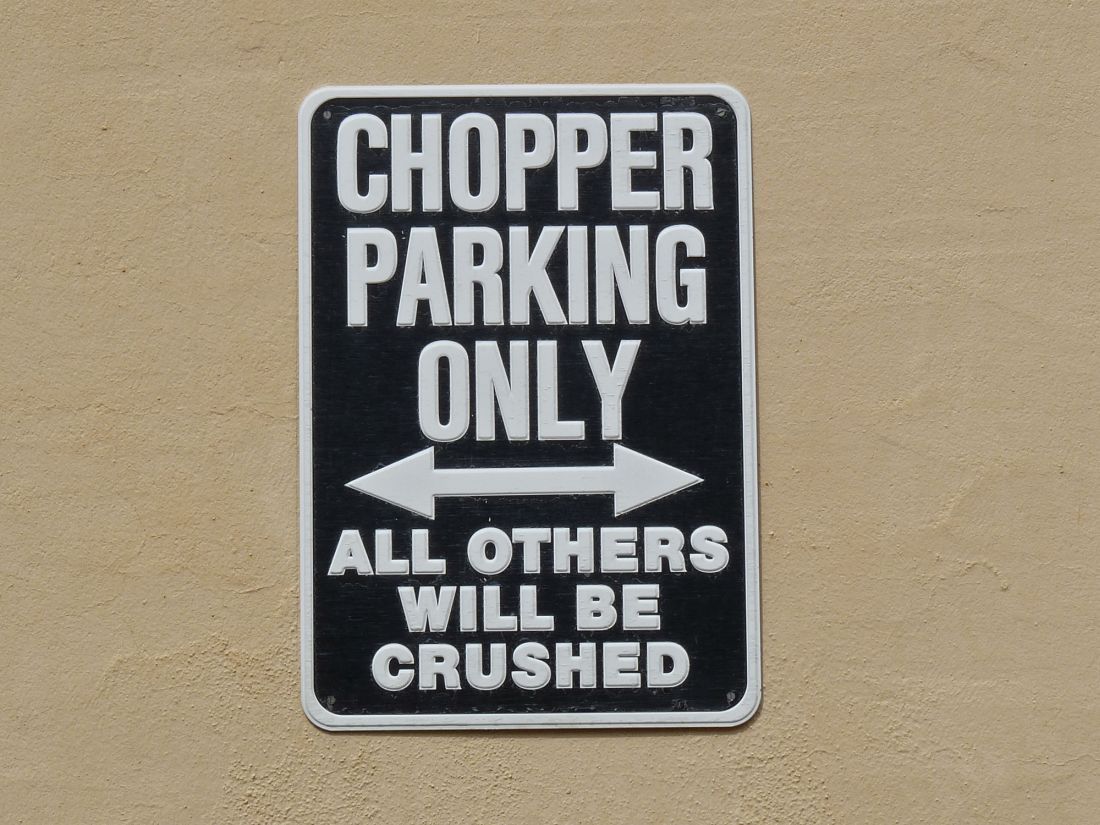 CHOPPER
PARKING
ONLY
ALL OTHERS
WILL BE
CRUSHED